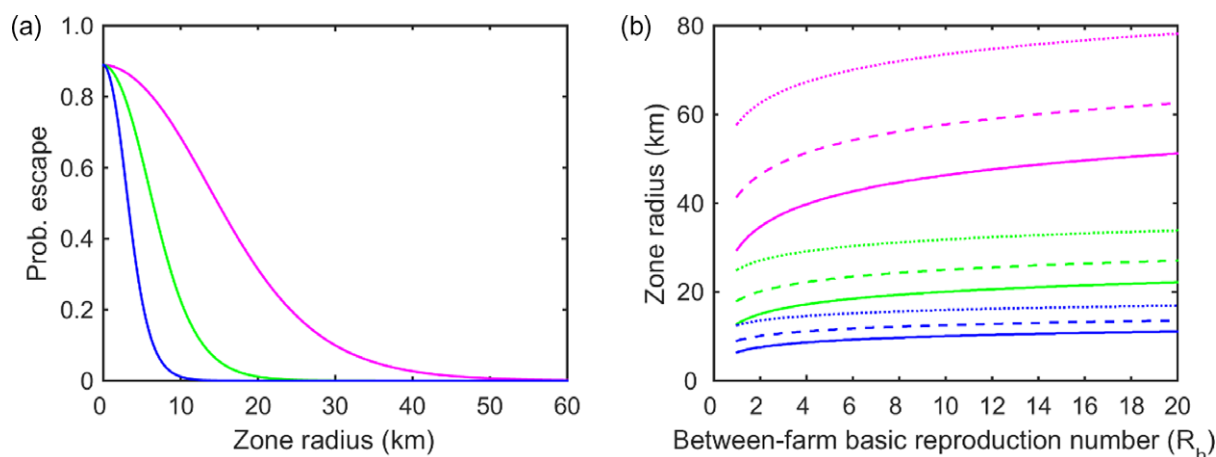 (a)
1.0
0.8
0.6
0.4
0.2
0
Prob. escape
0 10 20 30 40 50 60
Zone radius (km)
(b)
80
60
40
20
0
Zone radius (km)
0 2 4 6 8 10 12 14 16 18 20
Between-farm basic reproduction number (R